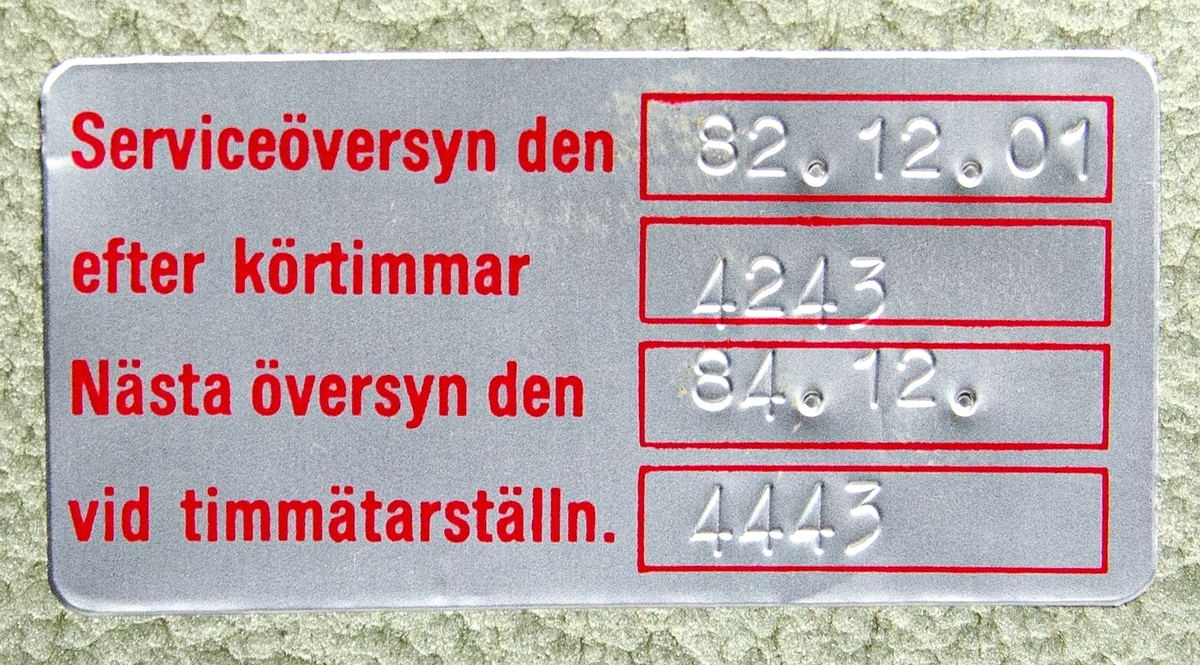 Serviceöversyn den 82.12.01
efter körtimmar 4243
Nästa översyn den 84.12.
vid timmätarställn. 4443